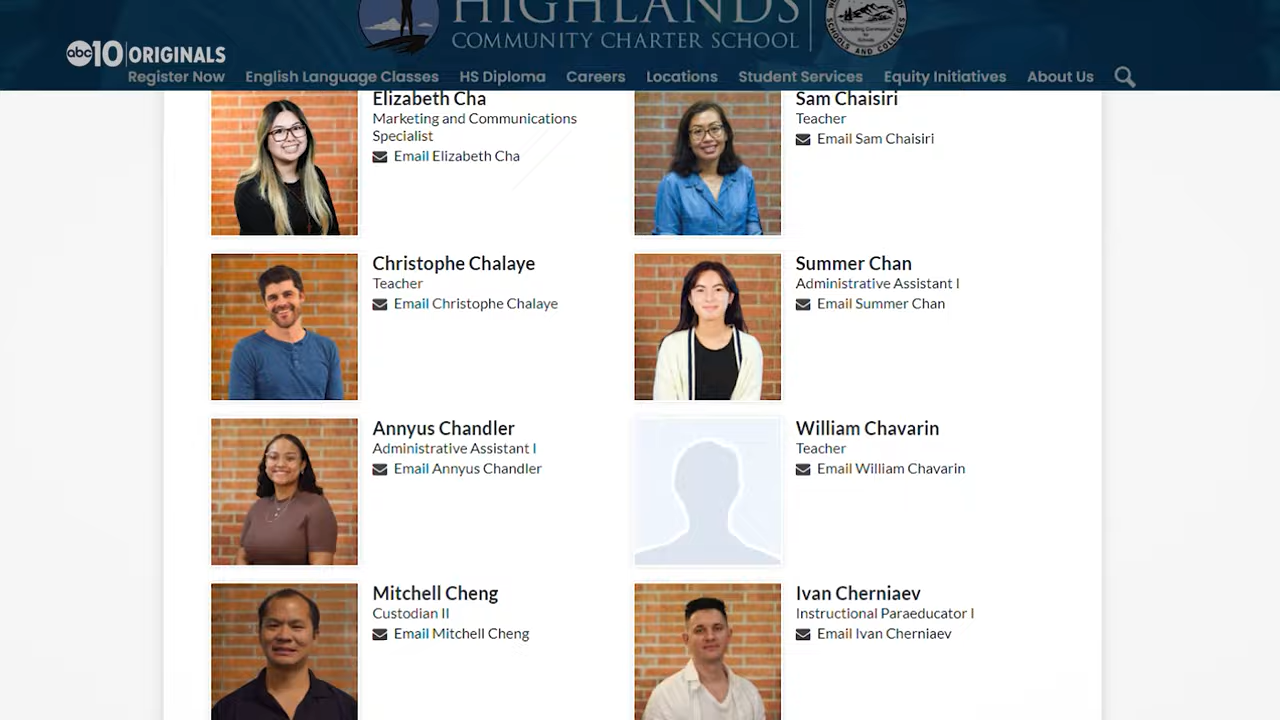 HIGHLANDS
COMMUNITY CHARTER SCHOOL
SCHOOLS AND COLLEGES
abc10 ORIGINALS
Register Now English Language Classes HS Diploma Careers Locations Student Services Equity Initiatives About Us
Elizabeth Cha
Marketing and Communications
Specialist
Email Elizabeth Cha
Sam Chaisiri
Teacher
Email Sam Chaisiri
Christophe Chalaye
Teacher
Email Christophe Chalaye
Summer Chan
Administrative Assistant I
Email Summer Chan
Annyus Chandler
Administrative Assistant I
Email Annyus Chandler
William Chavarin
Teacher
Email William Chavarin
Mitchell Cheng
Custodian II
Email Mitchell Cheng
Ivan Cherniaev
Instructional Paraeducator I
Email Ivan Cherniaev